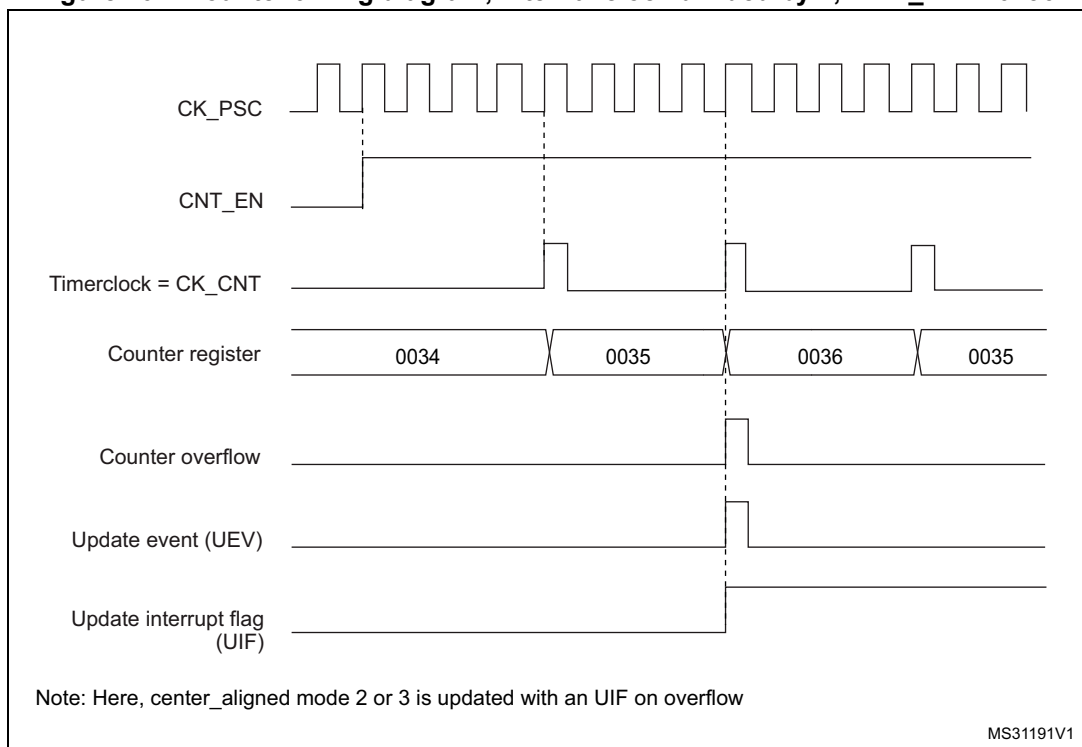 CK_PSC
CNT_EN
Timerclock = CK_CNT
Counter register
0034
0035
0036
0035
Counter overflow
Update event (UEV)
Update interrupt flag
(UIF)
Note: Here, center_aligned mode 2 or 3 is updated with an UIF on overflow
MS31191V1